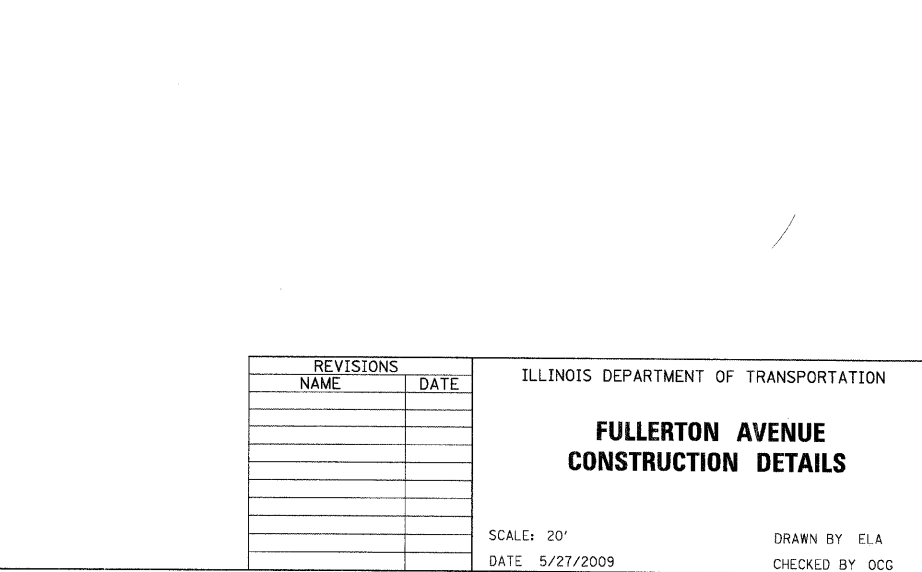 REVISIONS
NAME DATE
ILLINOIS DEPARTMENT OF TRANSPORTATION
FULLERTON AVENUE
CONSTRUCTION DETAILS
SCALE: 20'
DATE 5/27/2009
DRAWN BY ELA
CHECKED BY OCG